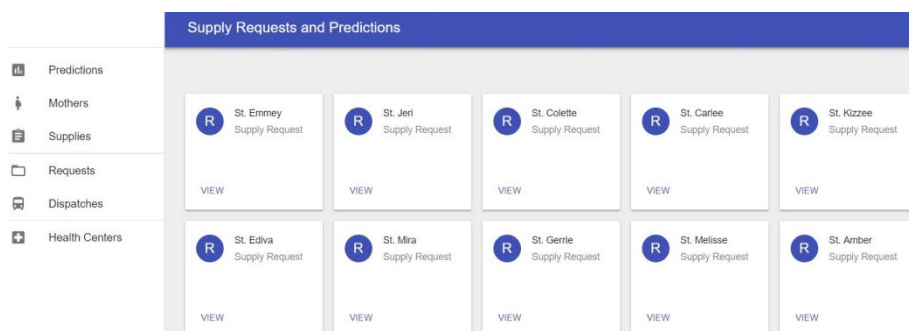 Supply Requests and Predictions
Predictions
Mothers
Supplies
Requests
Dispatches
Health Centers
R
St. Emmey
Supply Request
VIEW
R
St. Jeri
Supply Request
VIEW
R
St. Colette
Supply Request
VIEW
R
St. Carlee
Supply Request
VIEW
R
St. Kizzee
Supply Request
VIEW
R
St. Ediva
Supply Request
VIEW
R
St. Mira
Supply Request
VIEW
R
St. Gerrie
Supply Request
VIEW
R
St. Melisse
Supply Request
VIEW
R
St. Amber
Supply Request
VIEW